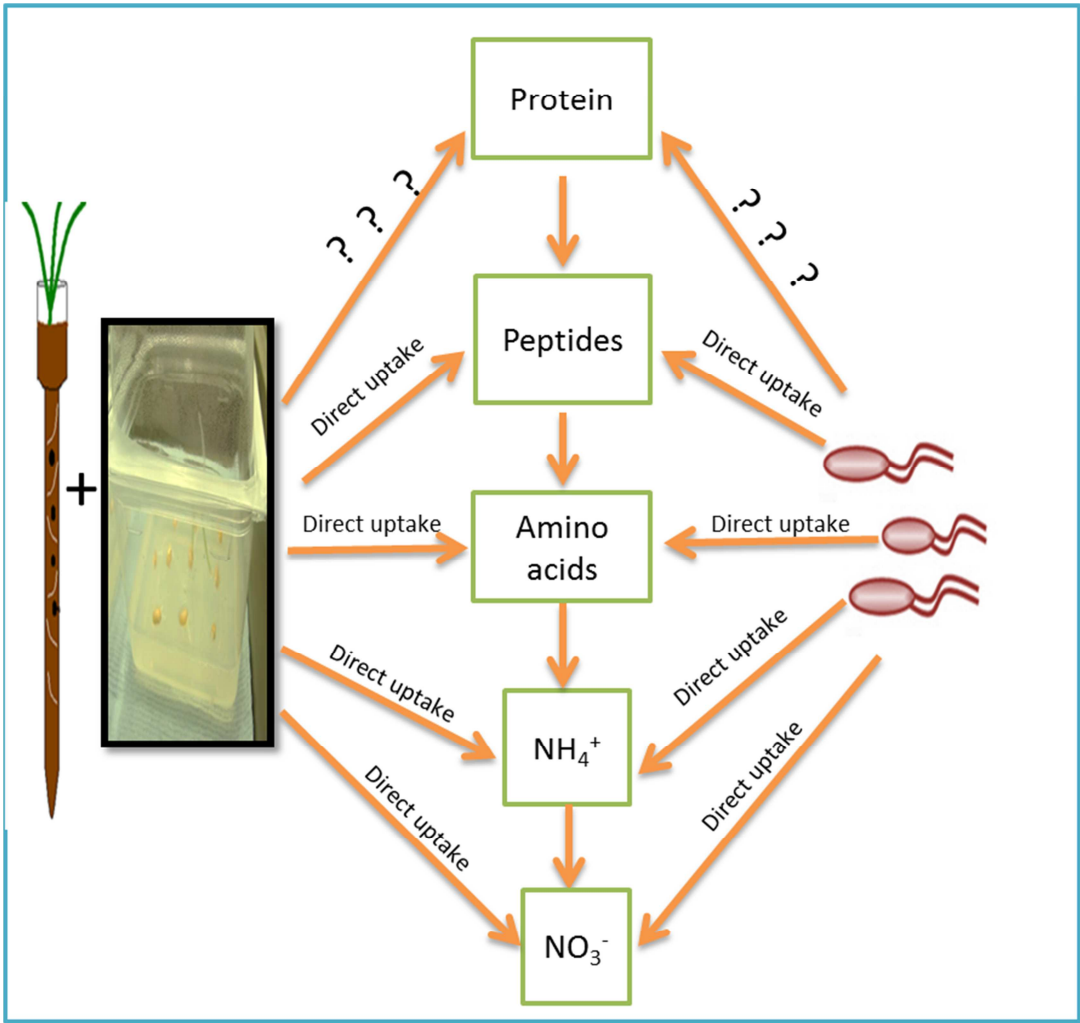 Protein
? ? ?
? ? ?
Peptides
Direct uptake
Direct uptake
+
Amino
acids
Direct uptake
Direct uptake
NH₄⁺
Direct uptake
Direct uptake
NO₃⁻
Direct uptake
Direct uptake